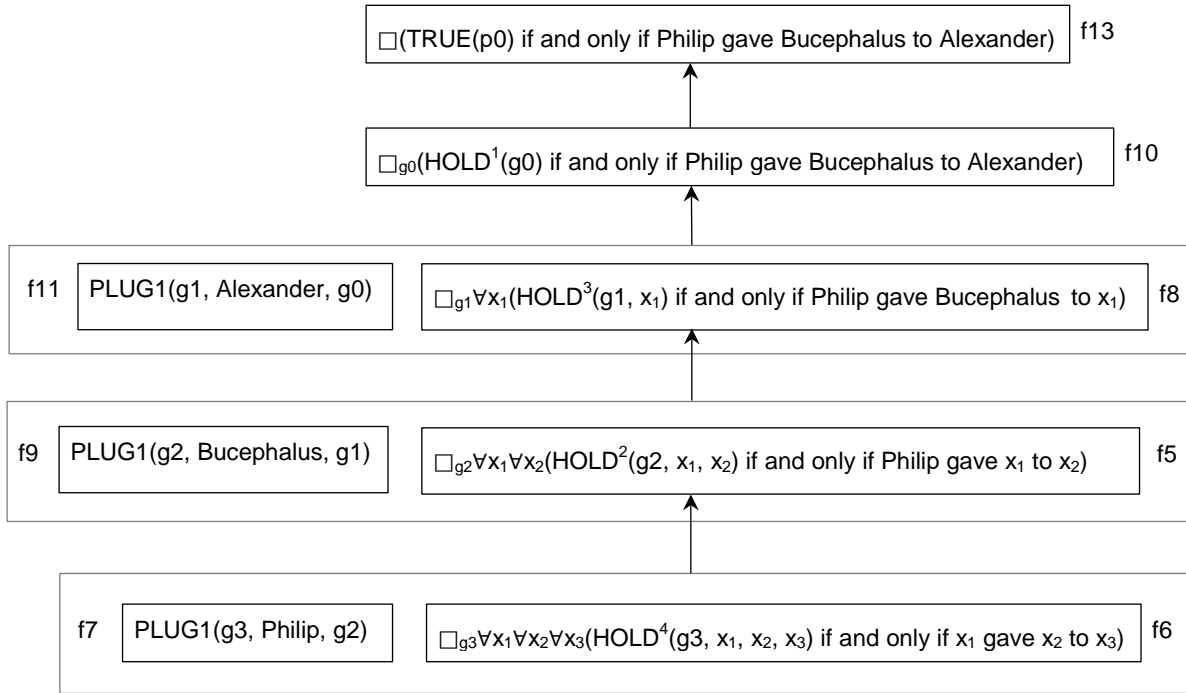 □(TRUE(p0) if and only if Philip gave Bucephalus to Alexander) f13
□g0(HOLD¹(g0) if and only if Philip gave Bucephalus to Alexander) f10
f11 PLUG1(g1, Alexander, g0) □g1∀x₁(HOLD³(g1, x₁) if and only if Philip gave Bucephalus to x₁) f8
f9 PLUG1(g2, Bucephalus, g1) □g2∀x₁∀x₂(HOLD²(g2, x₁, x₂) if and only if Philip gave x₁ to x₂) f5
f7 PLUG1(g3, Philip, g2) □g3∀x₁∀x₂∀x₃(HOLD⁴(g3, x₁, x₂, x₃) if and only if x₁ gave x₂ to x₃) f6